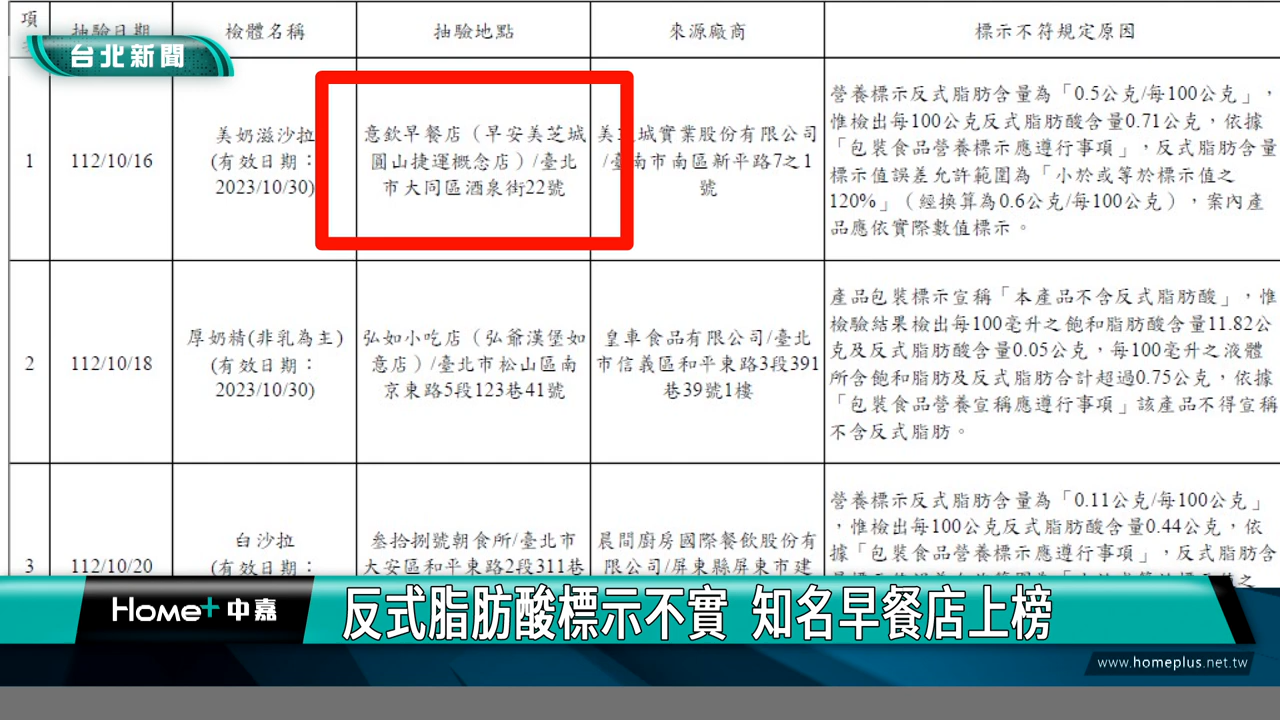 項
抽驗日期
檢體名稱
抽驗地點
來源廠商
標示不符規定原因
台北新聞
1
112/10/16
美奶滋沙拉
(有效日期：
2023/10/30)
意欽早餐店（早安美芝城
圓山捷運概念店）/臺北
市大同區酒泉街22號
美芝城實業股份有限公司
/臺南市南區新平路7之1
號
營養標示反式脂肪含量為「0.5公克/每100公克」，
惟檢出每100公克反式脂肪酸含量0.71公克，依據
「包裝食品營養標示應遵行事項」，反式脂肪含量
標示值誤差允許範圍為「小於或等於標示值之
120%」（經換算為0.6公克/每100公克），案內產
品應依實際數值標示。
2
112/10/18
厚奶精(非乳為主)
(有效日期：
2023/10/30)
弘如小吃店（弘爺漢堡如
意店）/臺北市松山區南
京東路5段123巷41號
皇車食品有限公司/臺北
市信義區和平東路3段391
巷39號1樓
產品包裝標示宣稱「本產品不含反式脂肪酸」，惟
檢驗結果檢出每100毫升之飽和脂肪酸含量11.82公
克及反式脂肪酸含量0.05公克，每100毫升之液體
所含飽和脂肪及反式脂肪合計超過0.75公克，依據
「包裝食品營養宣稱應遵行事項」該產品不得宣稱
不含反式脂肪。
3
112/10/20
白沙拉
(有效日期：
叁拾捌號朝食所/臺北市
大安區和平東路2段311巷
晨間廚房國際餐飲股份有
限公司/屏東縣屏東市建
營養標示反式脂肪含量為「0.11公克/每100公克」
，惟檢出每100公克反式脂肪酸含量0.44公克，依
據「包裝食品營養標示應遵行事項」，反式脂肪含
Home+ 中嘉
反式脂肪酸標示不實 知名早餐店上榜
www.homeplus.net.tw